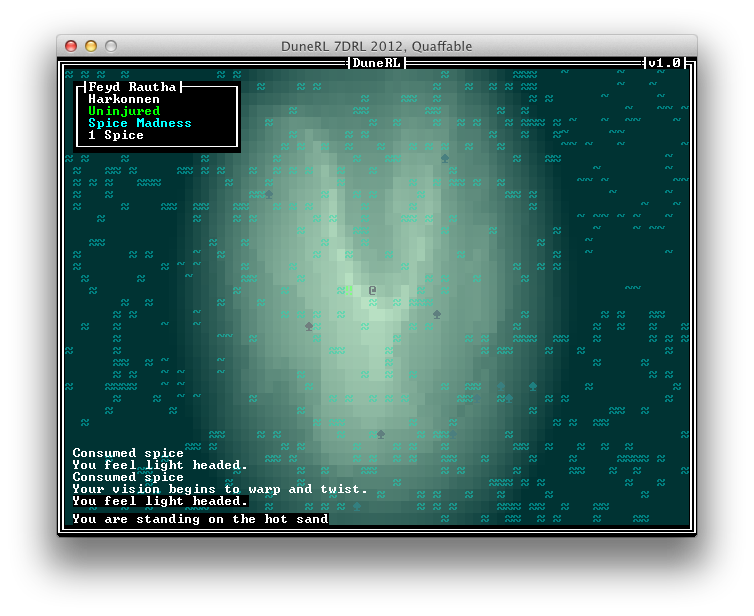 DuneRL 7DRL 2012, Quaffable
DuneRL
v1.0
Feyd Rautha
Harkonnen
Uninjured
Spice Madness
1 Spice
@
Consumed spice
You feel light headed.
Consumed spice
Your vision begins to warp and twist.
You feel light headed.
You are standing on the hot sand